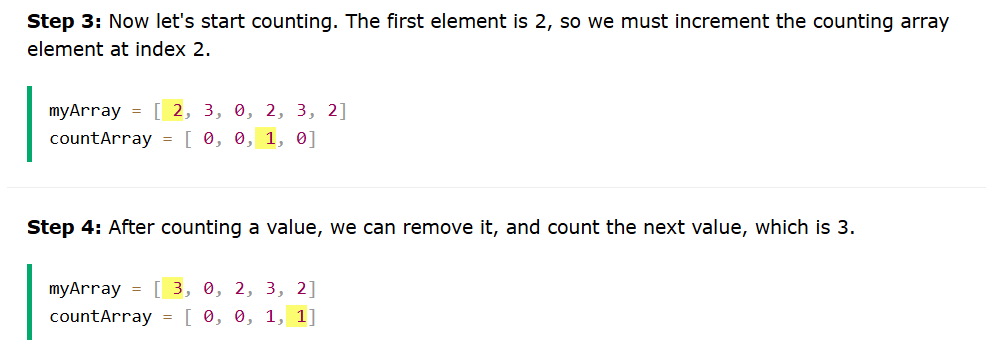 Step 3: Now let's start counting. The first element is 2, so we must increment the counting array
element at index 2.
myArray = [ 2, 3, 0, 2, 3, 2]
countArray = [ 0, 0, 1, 0]
Step 4: After counting a value, we can remove it, and count the next value, which is 3.
myArray = [ 3, 0, 2, 3, 2]
countArray = [ 0, 0, 1, 1]